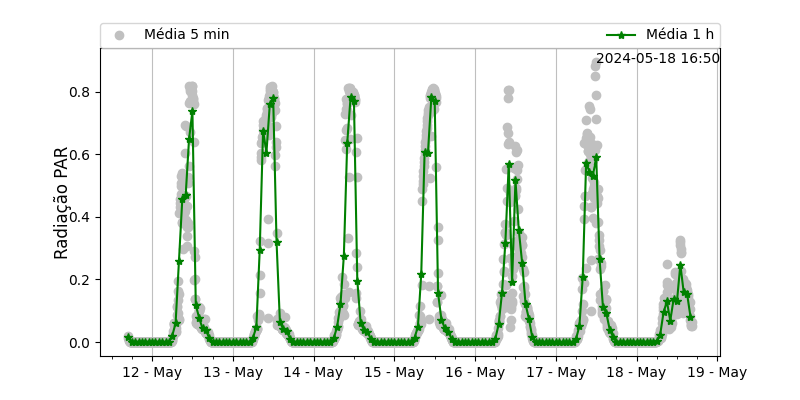 Média 5 min
Média 1 h
2024-05-18 16:50
Radiação PAR
0.8
0.6
0.4
0.2
0.0
12 - May
13 - May
14 - May
15 - May
16 - May
17 - May
18 - May
19 - May